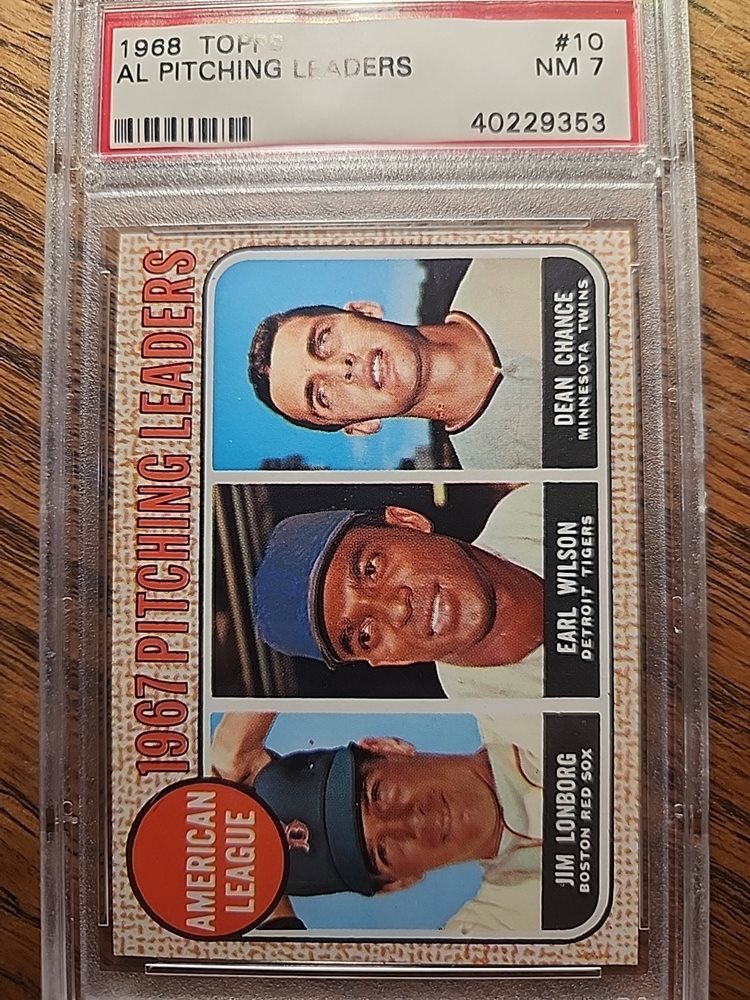 1968 TOPPS #10
AL PITCHING LEADERS NM 7
40229353
1967 PITCHING LEADERS
AMERICAN
LEAGUE
B
JIM LONBORG
BOSTON RED SOX
EARL WILSON
DETROIT TIGERS
DEAN CHANCE
MINNESOTA TWINS